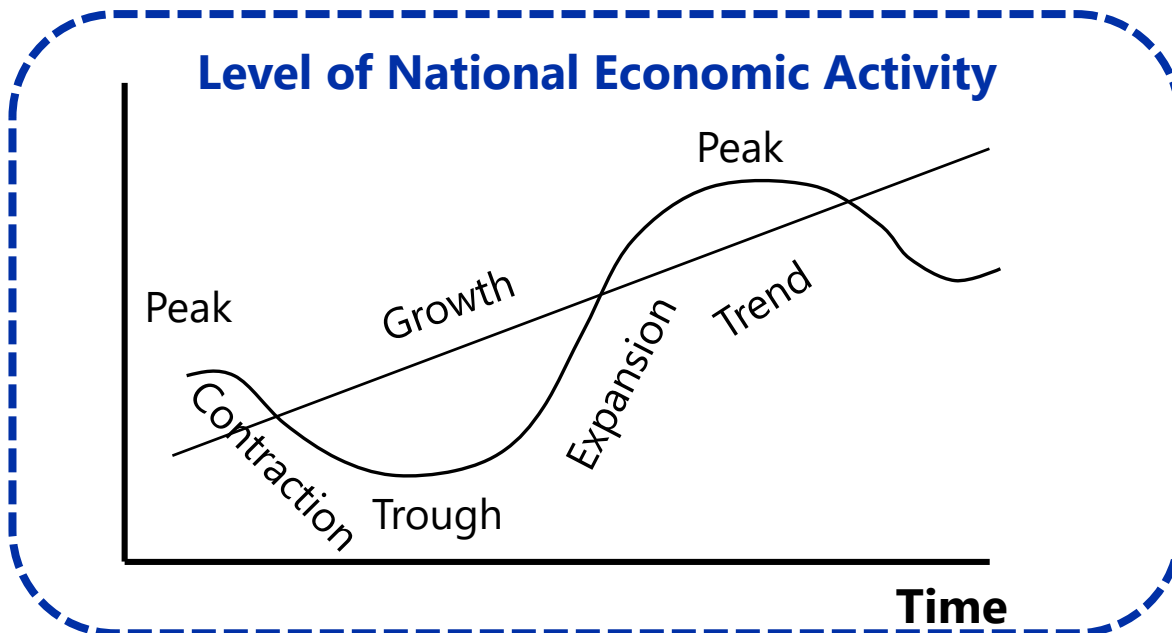 Level of National Economic Activity
Peak
Peak
Growth
Trend
Expansion
Contraction
Trough
Time